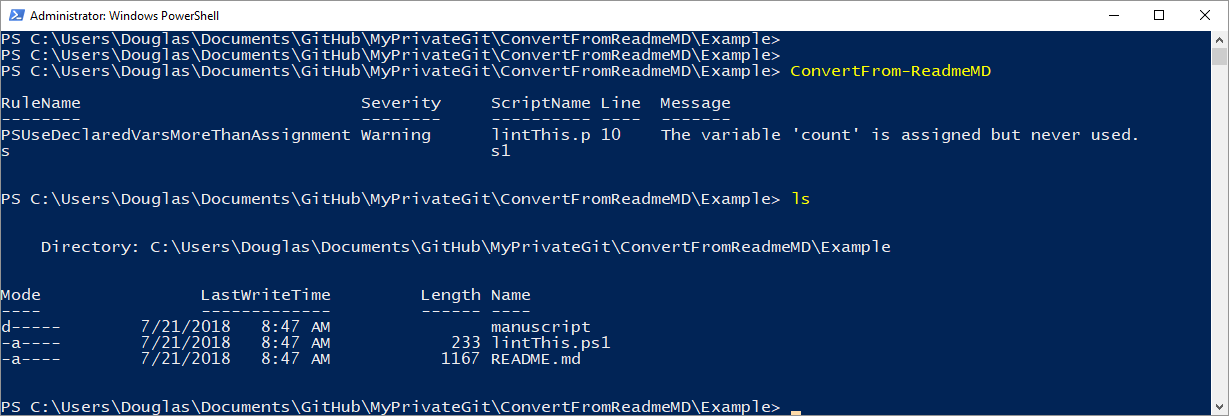 Administrator: Windows PowerShell
PS C:\Users\Douglas\Documents\GitHub\MyPrivateGit\ConvertFromReadmeMD\Example>
PS C:\Users\Douglas\Documents\GitHub\MyPrivateGit\ConvertFromReadmeMD\Example>
PS C:\Users\Douglas\Documents\GitHub\MyPrivateGit\ConvertFromReadmeMD\Example> ConvertFrom-ReadmeMD
RuleName                            Severity     ScriptName Line  Message
--------                            --------     ---------- ----  -------
PSUseDeclaredVarsMoreThanAssignment Warning      lintThis.p 10    The variable 'count' is assigned but never used.
s                                                s1
PS C:\Users\Douglas\Documents\GitHub\MyPrivateGit\ConvertFromReadmeMD\Example> ls
    Directory: C:\Users\Douglas\Documents\GitHub\MyPrivateGit\ConvertFromReadmeMD\Example
Mode                LastWriteTime         Length Name
----                -------------         ------ ----
d-----        7/21/2018   8:47 AM                manuscript
-a----        7/21/2018   8:47 AM            233 lintThis.ps1
-a----        7/21/2018   8:47 AM           1167 README.md
PS C:\Users\Douglas\Documents\GitHub\MyPrivateGit\ConvertFromReadmeMD\Example>